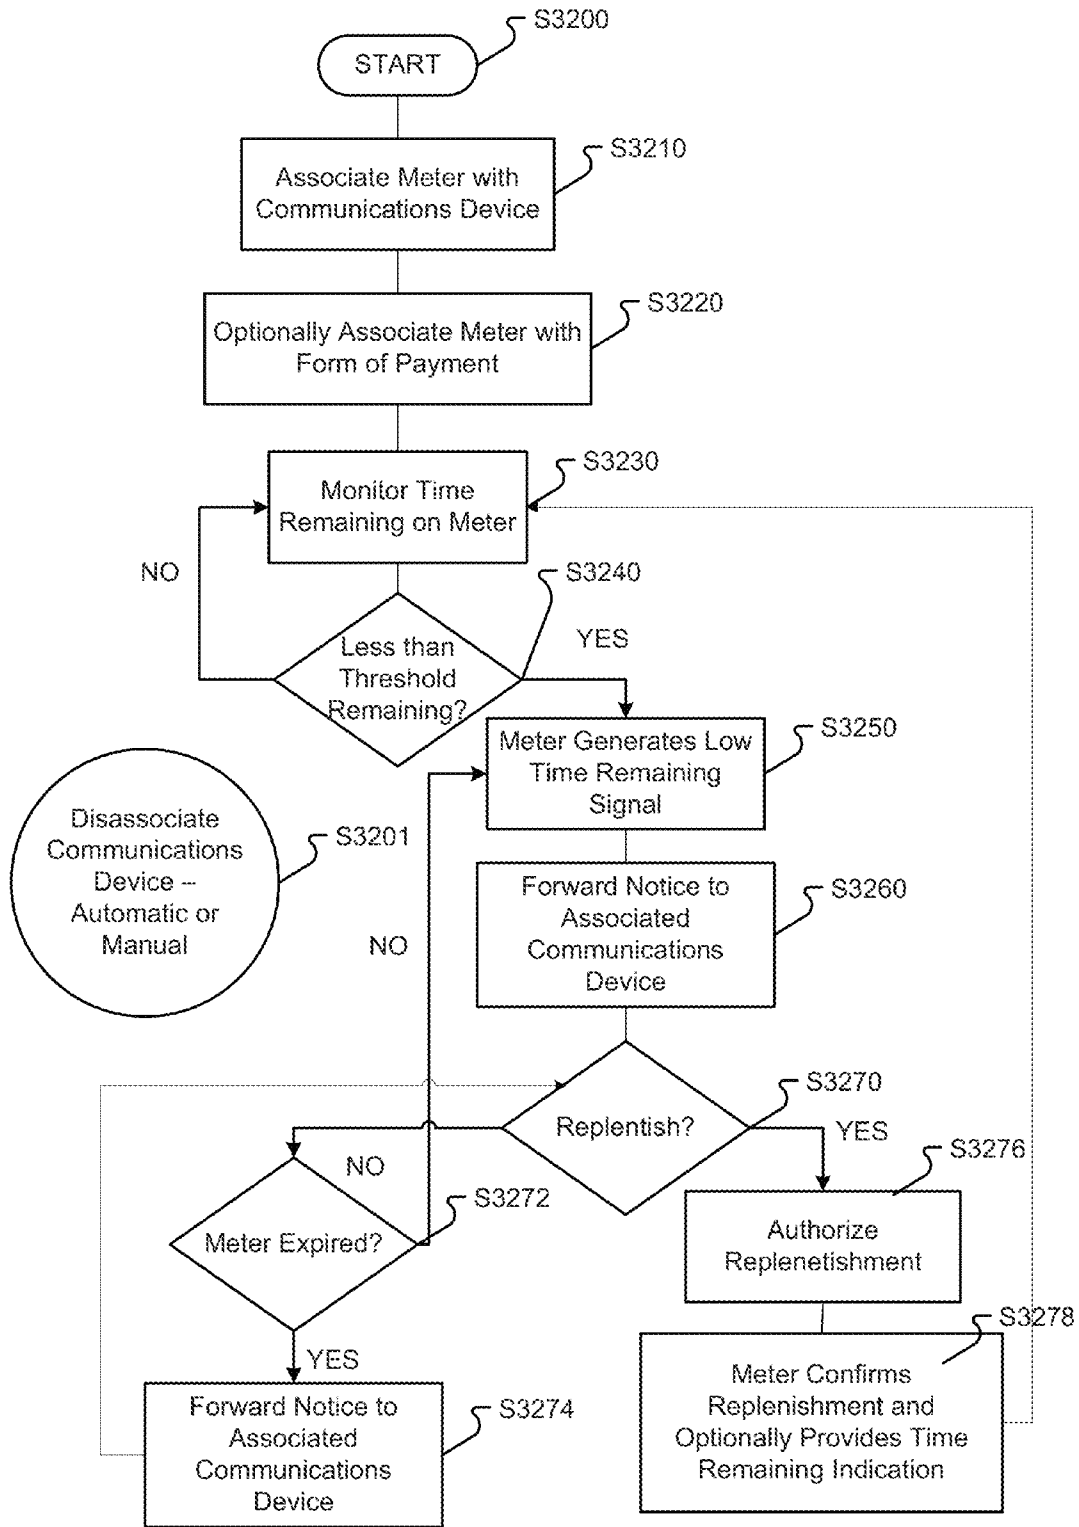 S3200
START
S3210
Associate Meter with
Communications Device
S3220
Optionally Associate Meter with
Form of Payment
S3230
Monitor Time
Remaining on Meter
NO
S3240
YES
Less than
Threshold
Remaining?
S3250
Meter Generates Low
Time Remaining
Signal
Disassociate
Communications
Device --
Automatic or
Manual
S3201
S3260
Forward Notice to
Associated
Communications
Device
NO
S3270
Replentish?
YES
NO
S3276
S3272
Meter Expired?
Authorize
Replenetishment
S3278
YES
Meter Confirms
Replenishment and
Optionally Provides Time
Remaining Indication
S3274
Forward Notice to
Associated
Communications
Device